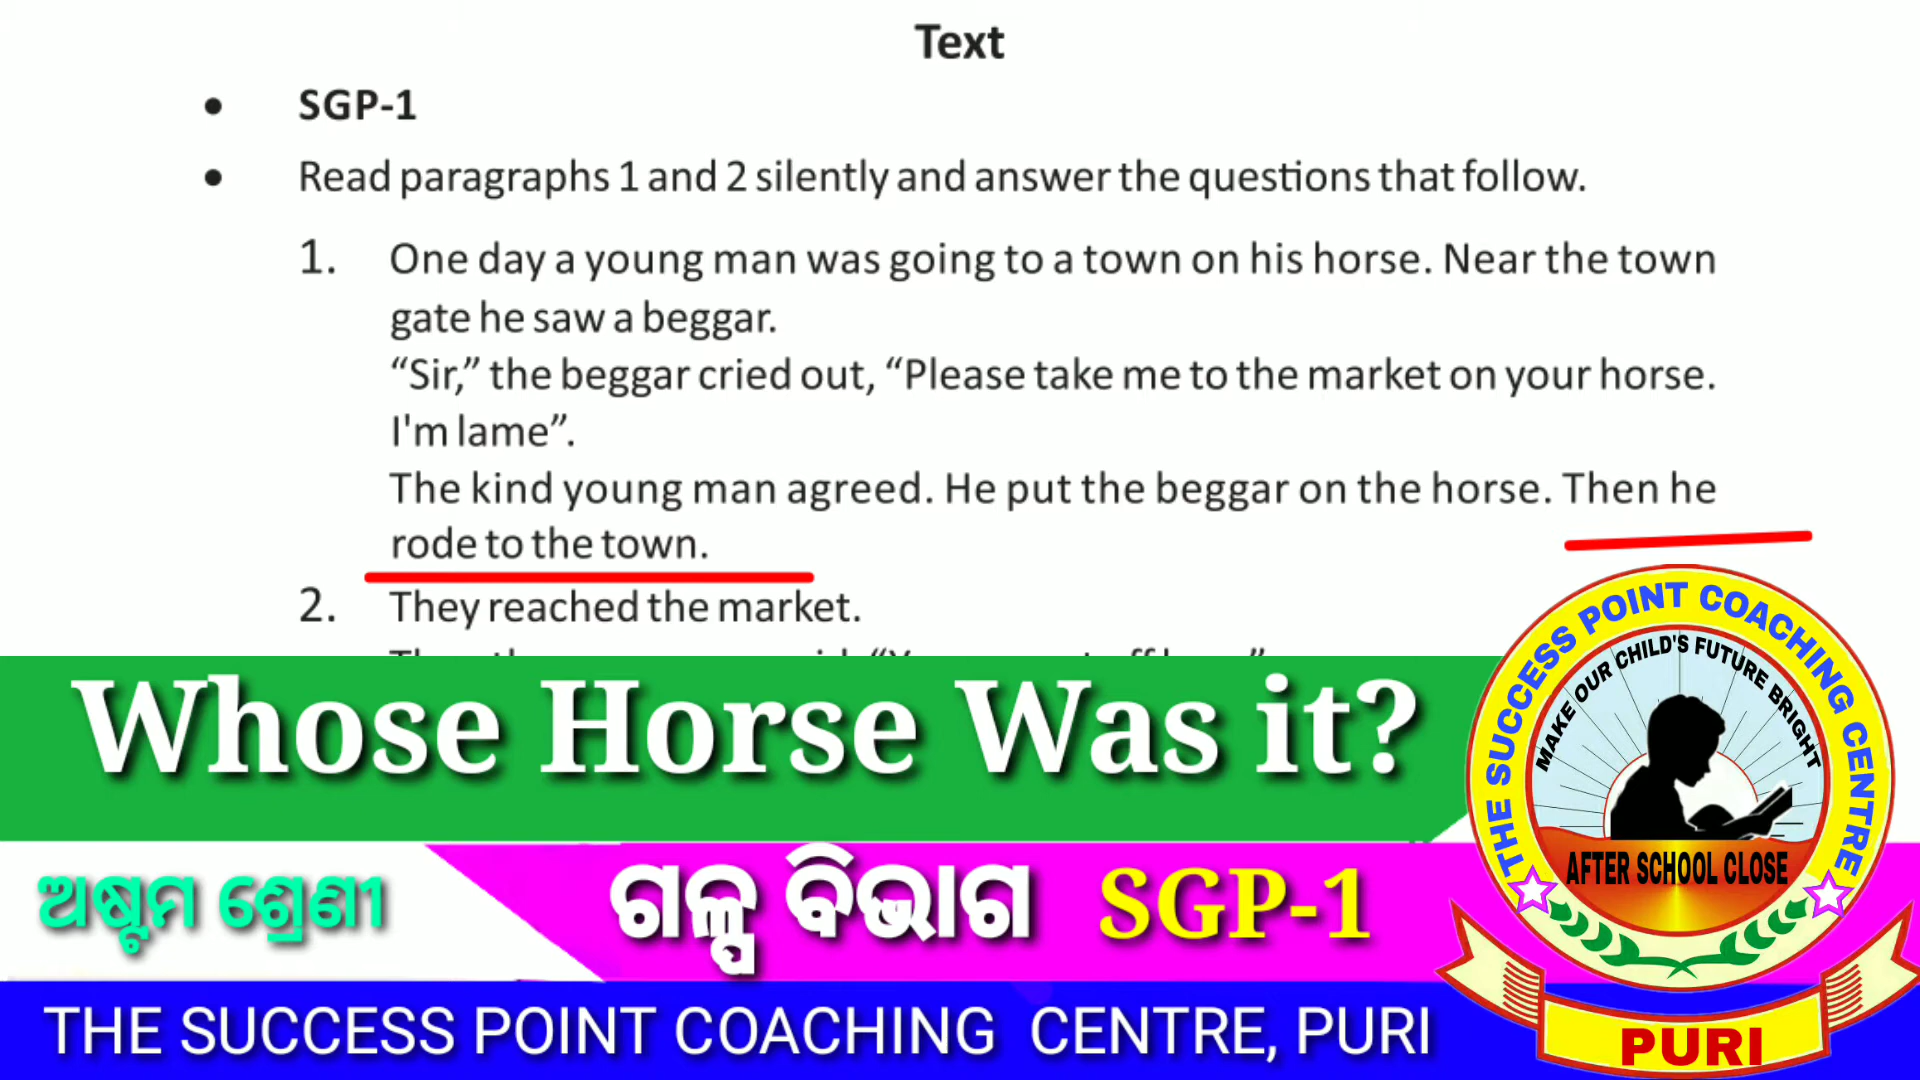 Text
• SGP-1
• Read paragraphs 1 and 2 silently and answer the questions that follow.
1. One day a young man was going to a town on his horse. Near the town
gate he saw a beggar.
“Sir,” the beggar cried out, “Please take me to the market on your horse.
I'm lame”.
The kind young man agreed. He put the beggar on the horse. Then he
rode to the town.
2. They reached the market.
Whose Horse Was it?
ଅଷ୍ଟମ ଶ୍ରେଣୀ
ଗଳ୍ପ ବିଭାଗ SGP-1
THE SUCCESS POINT COACHING CENTRE, PURI
THE SUCCESS POINT COACHING CENTRE
MAKE OUR CHILD'S FUTURE BRIGHT
AFTER SCHOOL CLOSE
PURI